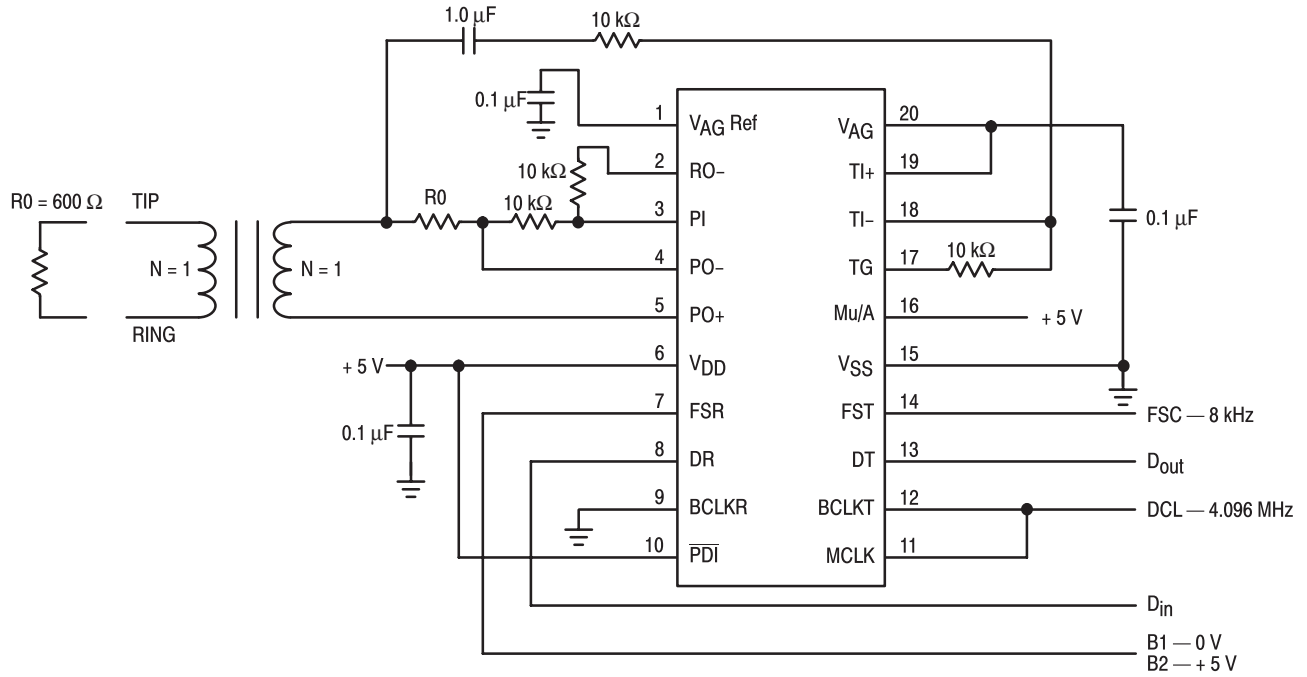 1.0 μF
10 kΩ
0.1 μF
1
VAG Ref
VAG
20
2
RO–
TI+
19
10 kΩ
R0 = 600 Ω
TIP
R0
10 kΩ
3
PI
TI–
18
0.1 μF
N = 1
N = 1
4
PO–
TG
17
10 kΩ
5
PO+
Mu/A
16
+ 5 V
RING
+ 5 V
6
VDD
VSS
15
7
FSR
FST
14
FSC — 8 kHz
0.1 μF
8
DR
DT
13
Dout
9
BCLKR
BCLKT
12
DCL — 4.096 MHz
10
PDI
MCLK
11
Din
B1 — 0 V
B2 — + 5 V